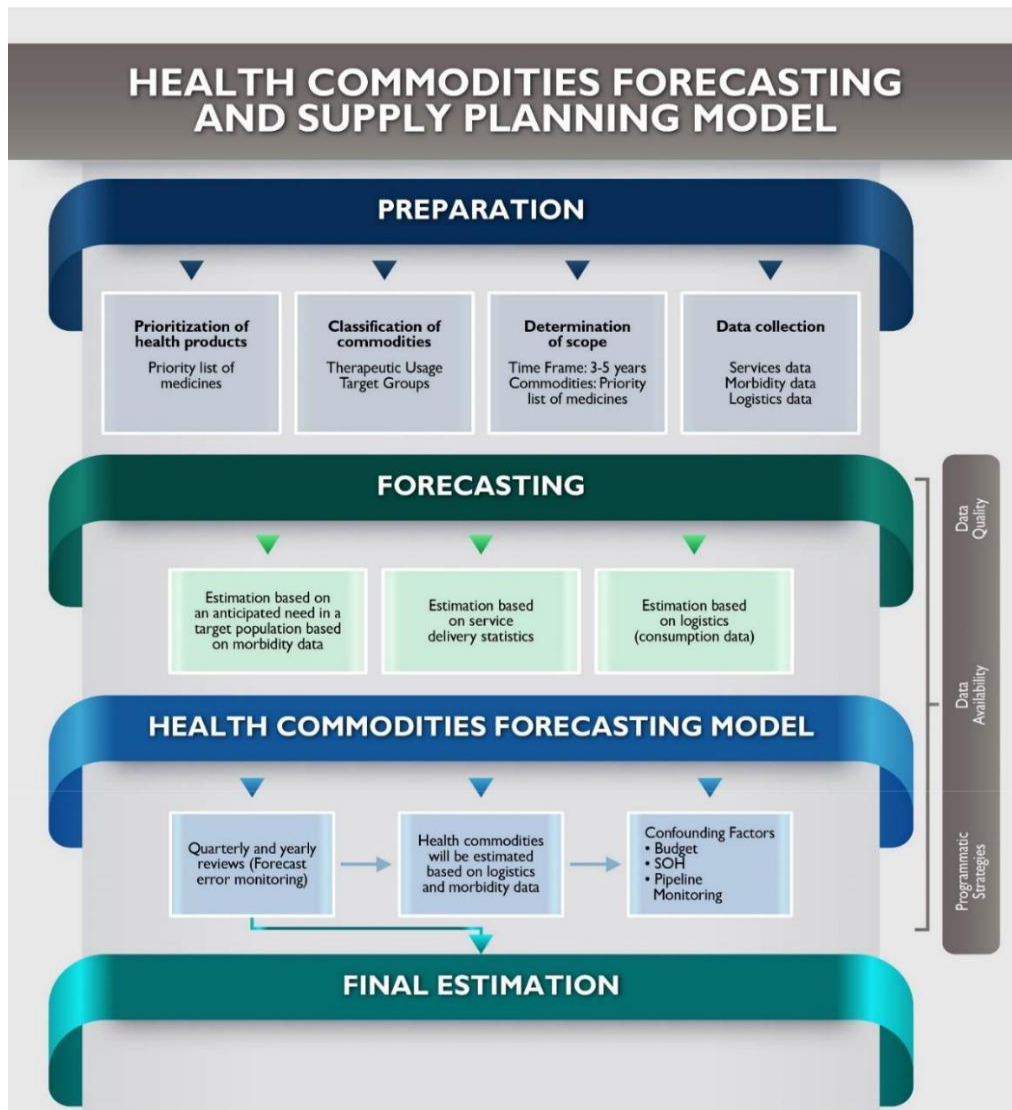 HEALTH COMMODITIES FORECASTING
AND SUPPLY PLANNING MODEL
PREPARATION
Prioritization of
health products
Priority list of
medicines
Classification of
commodities
Therapeutic Usage
Target Groups
Determination
of scope
Time Frame: 3-5 years
Commodities: Priority
list of medicines
Data collection
Services data
Morbidity data
Logistics data
FORECASTING
Estimation based on
an anticipated need in a
target population based
on morbidity data
Estimation based
on service
delivery statistics
Estimation based
on logistics
(consumption data)
HEALTH COMMODITIES FORECASTING MODEL
Quarterly and yearly
reviews (Forecast
error monitoring)
Health commodities
will be estimated
based on logistics
and morbidity data
Confounding Factors
• Budget
• SOH
• Pipeline
Monitoring
Data
Quality
Data
Availability
Programmatic
Strategies
FINAL ESTIMATION